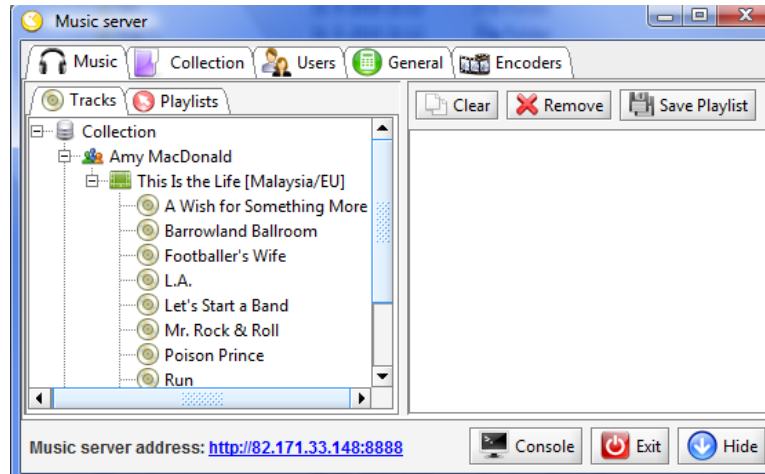 Music server
Music Collection Users General Encoders
Tracks Playlists
Clear Remove Save Playlist
Collection
Amy MacDonald
This Is the Life [Malaysia/EU]
A Wish for Something More
Barrowland Ballroom
Footballer's Wife
L.A.
Let's Start a Band
Mr. Rock & Roll
Poison Prince
Run
Music server address: http://82.171.33.148:8888
Console Exit Hide